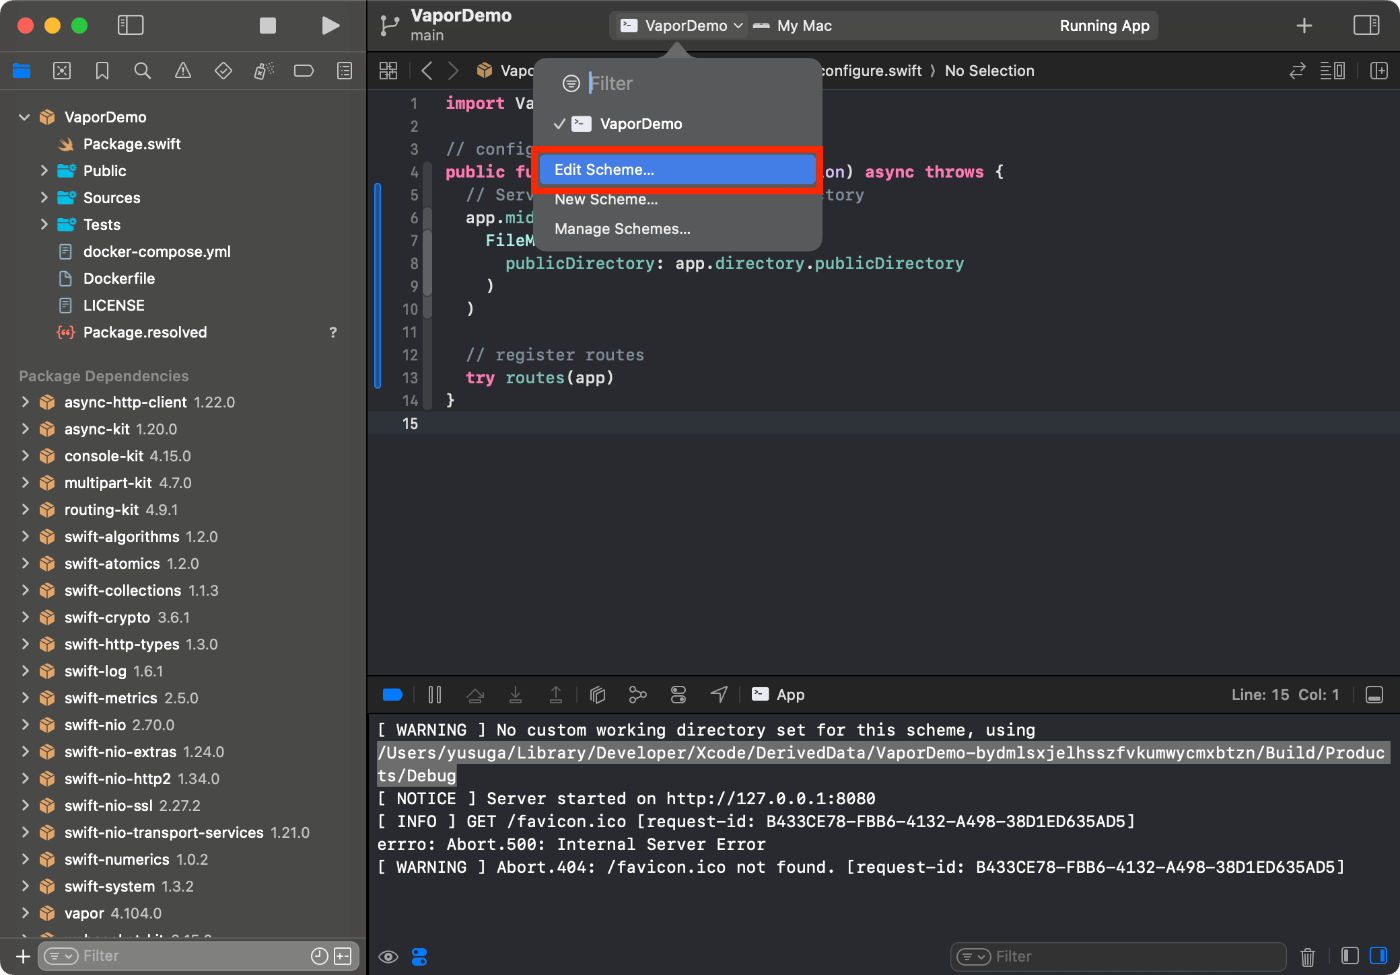 VaporDemo
main
VaporDemo
My Mac
Running App
Vapo
configure.swift
No Selection
VaporDemo
Package.swift
Public
Sources
Tests
docker-compose.yml
Dockerfile
LICENSE
Package.resolved ?
Package Dependencies
async-http-client 1.22.0
async-kit 1.20.0
console-kit 4.15.0
multipart-kit 4.7.0
routing-kit 4.9.1
swift-algorithms 1.2.0
swift-atomics 1.2.0
swift-collections 1.1.3
swift-crypto 3.6.1
swift-http-types 1.3.0
swift-log 1.6.1
swift-metrics 2.5.0
swift-nio 2.70.0
swift-nio-extras 1.24.0
swift-nio-http2 1.34.0
swift-nio-ssl 2.27.2
swift-nio-transport-services 1.21.0
swift-numerics 1.0.2
swift-system 1.3.2
vapor 4.104.0
Filter
Filter
VaporDemo
Edit Scheme...
New Scheme...
Manage Schemes...
1 import Va
2
3 // config
4 public fu on) async throws {
5 // Serv tory
6 app.mid
7 FileM
8 publicDirectory: app.directory.publicDirectory
9 )
10 )
11
12 // register routes
13 try routes(app)
14 }
15
App
Line: 15 Col: 1
[ WARNING ] No custom working directory set for this scheme, using
/Users/yusuga/Library/Developer/Xcode/DerivedData/VaporDemo-bydmlsxjelhsszfvkumwycmxbtzn/Build/Produc
ts/Debug
[ NOTICE ] Server started on http://127.0.0.1:8080
[ INFO ] GET /favicon.ico [request-id: B433CE78-FBB6-4132-A498-38D1ED635AD5]
errro: Abort.500: Internal Server Error
[ WARNING ] Abort.404: /favicon.ico not found. [request-id: B433CE78-FBB6-4132-A498-38D1ED635AD5]
Filter